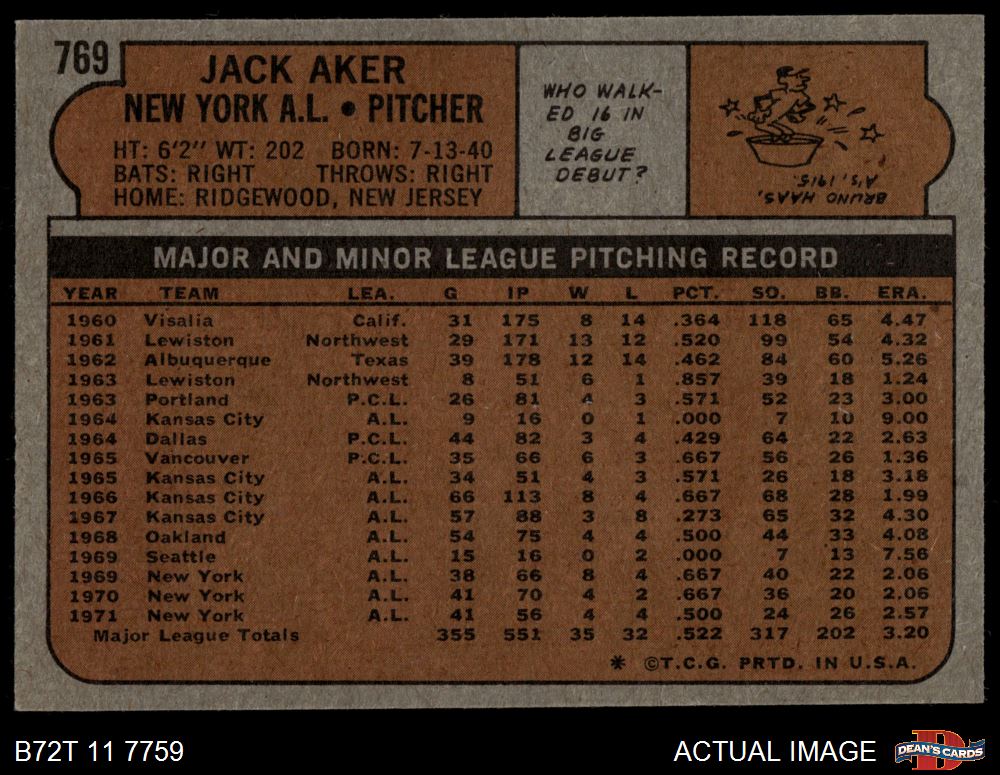 769
JACK AKER
NEW YORK A.L. • PITCHER
HT: 6'2" WT: 202 BORN: 7-13-40
BATS: RIGHT THROWS: RIGHT
HOME: RIDGEWOOD, NEW JERSEY
WHO WALK-
ED 16 IN
BIG
LEAGUE
DEBUT?
BRUNO HAAS,
A'S, 1915.
MAJOR AND MINOR LEAGUE PITCHING RECORD
YEAR TEAM LEA. G IP W L PCT. SO. BB. ERA.
1960 Visalia Calif. 31 175 8 14 .364 118 65 4.47
1961 Lewiston Northwest 29 171 13 12 .520 99 54 4.32
1962 Albuquerque Texas 39 178 12 14 .462 84 60 5.26
1963 Lewiston Northwest 8 51 6 1 .857 39 18 1.24
1963 Portland P.C.L. 26 81 4 3 .571 52 23 3.00
1964 Kansas City A.L. 9 16 0 1 .000 7 10 9.00
1964 Dallas P.C.L. 44 82 3 4 .429 64 22 2.63
1965 Vancouver P.C.L. 35 66 6 3 .667 56 26 1.36
1965 Kansas City A.L. 34 51 4 3 .571 26 18 3.18
1966 Kansas City A.L. 66 113 8 4 .667 68 28 1.99
1967 Kansas City A.L. 57 88 3 8 .273 65 32 4.30
1968 Oakland A.L. 54 75 4 4 .500 44 33 4.08
1969 Seattle A.L. 15 16 0 2 .000 7 13 7.56
1969 New York A.L. 38 66 8 4 .667 40 22 2.06
1970 New York A.L. 41 70 4 2 .667 36 20 2.06
1971 New York A.L. 41 56 4 4 .500 24 26 2.57
Major League Totals 355 551 35 32 .522 317 202 3.20
* ©T.C.G. PRTD. IN U.S.A.
B72T 11 7759
ACTUAL IMAGE
DEAN'S CARDS